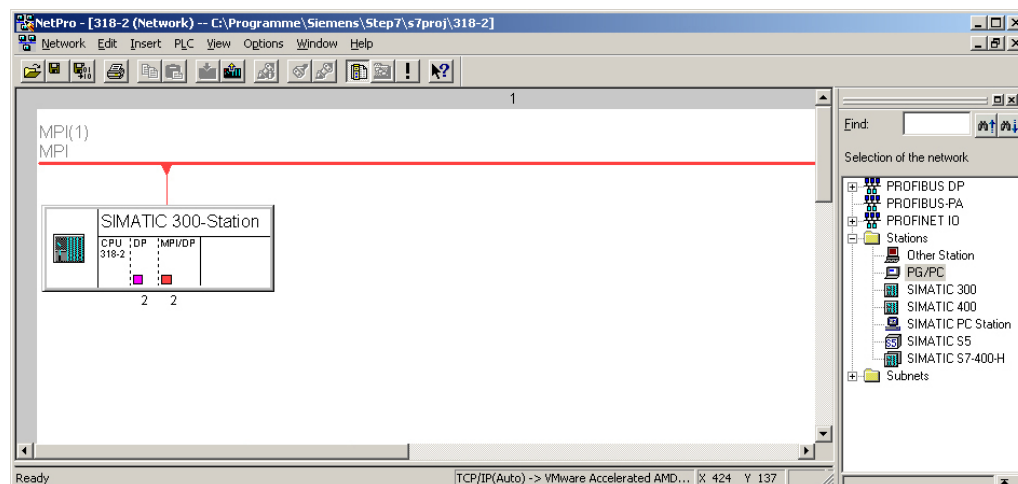 NetPro - [318-2 (Network) -- C:\Programme\Siemens\Step7\s7proj\318-2]
Network Edit Insert PLC View Options Window Help
1
MPI(1)
MPI
SIMATIC 300-Station
CPU DP MPI/DP
318-2
2 2
Find:
Selection of the network
PROFIBUS DP
PROFIBUS-PA
PROFINET IO
Stations
Other Station
PG/PC
SIMATIC 300
SIMATIC 400
SIMATIC PC Station
SIMATIC S5
SIMATIC S7-400-H
Subnets
Ready TCP/IP(Auto) -> VMware Accelerated AMD... X 424 Y 137